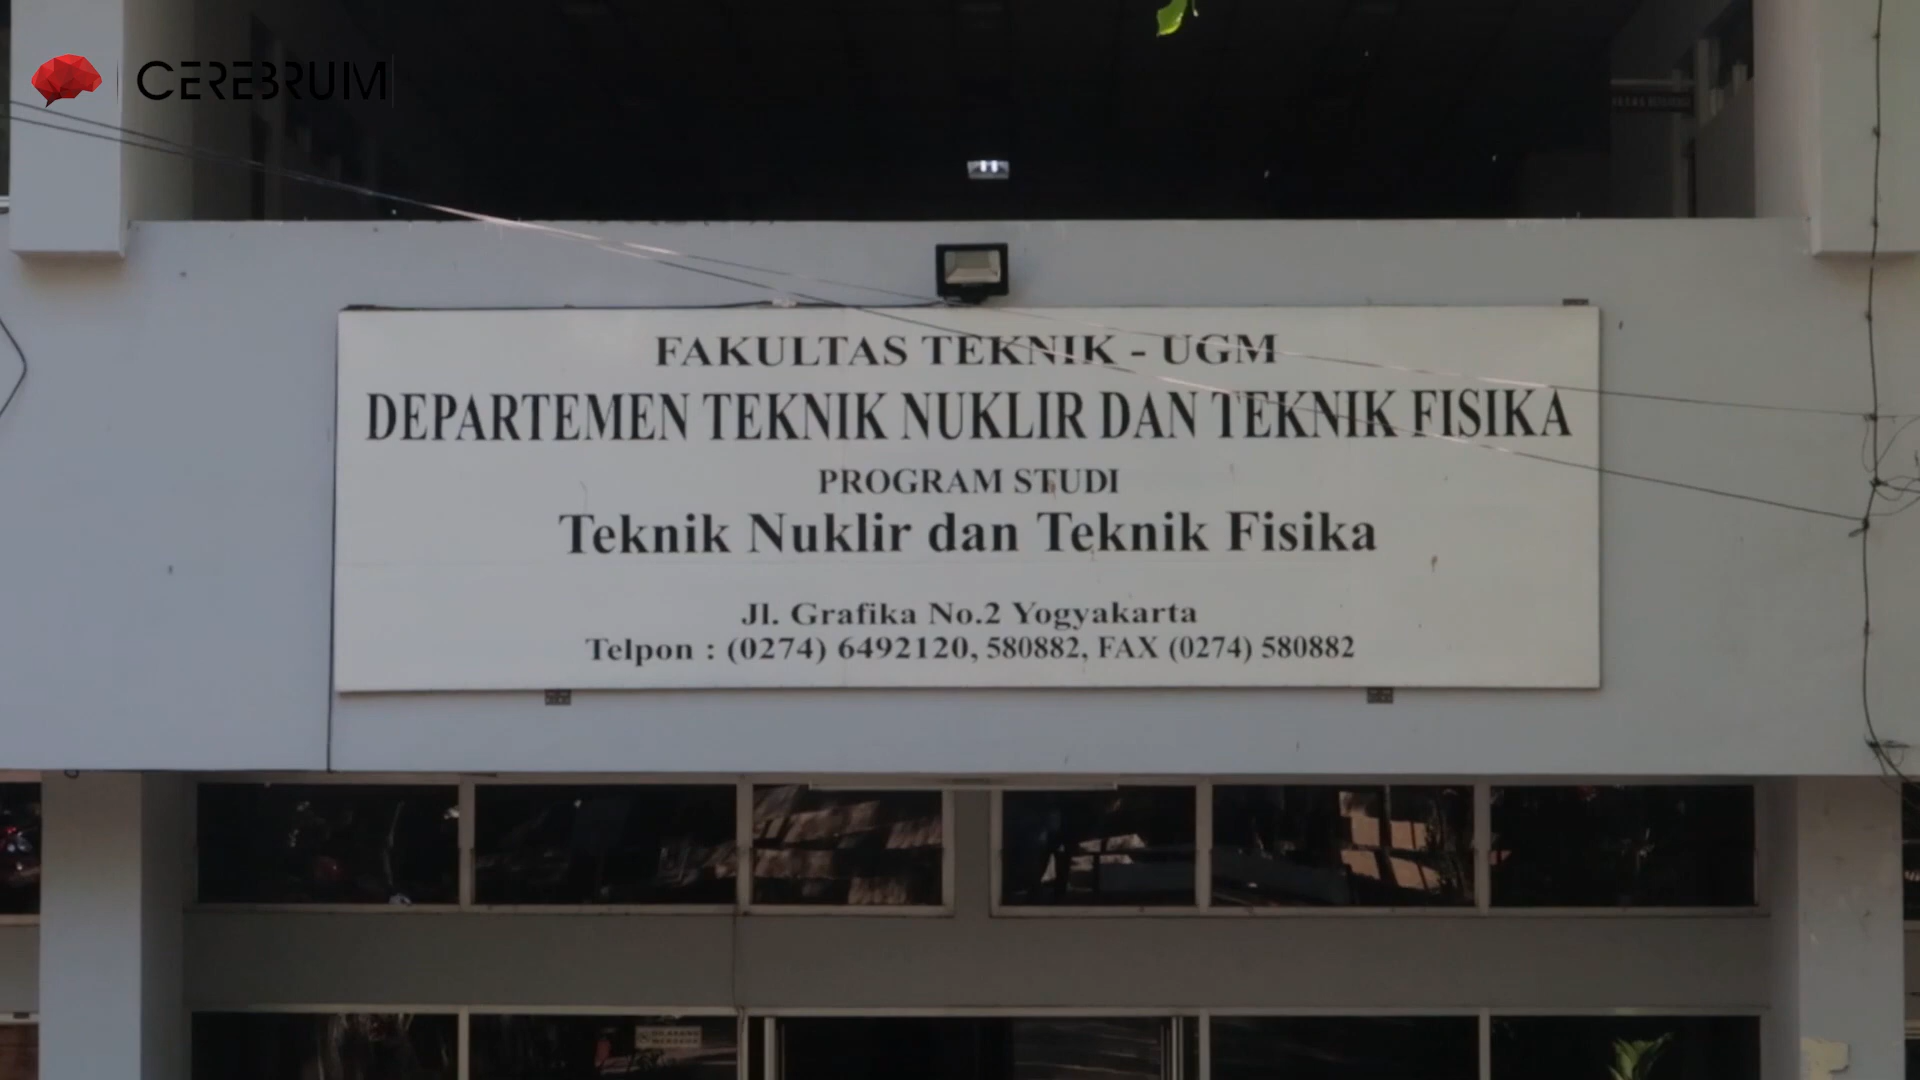 CEREBRUM
FAKULTAS TEKNIK - UGM
DEPARTEMEN TEKNIK NUKLIR DAN TEKNIK FISIKA
PROGRAM STUDI
Teknik Nuklir dan Teknik Fisika
Jl. Grafika No.2 Yogyakarta
Telpon : (0274) 6492120, 580882, FAX (0274) 580882